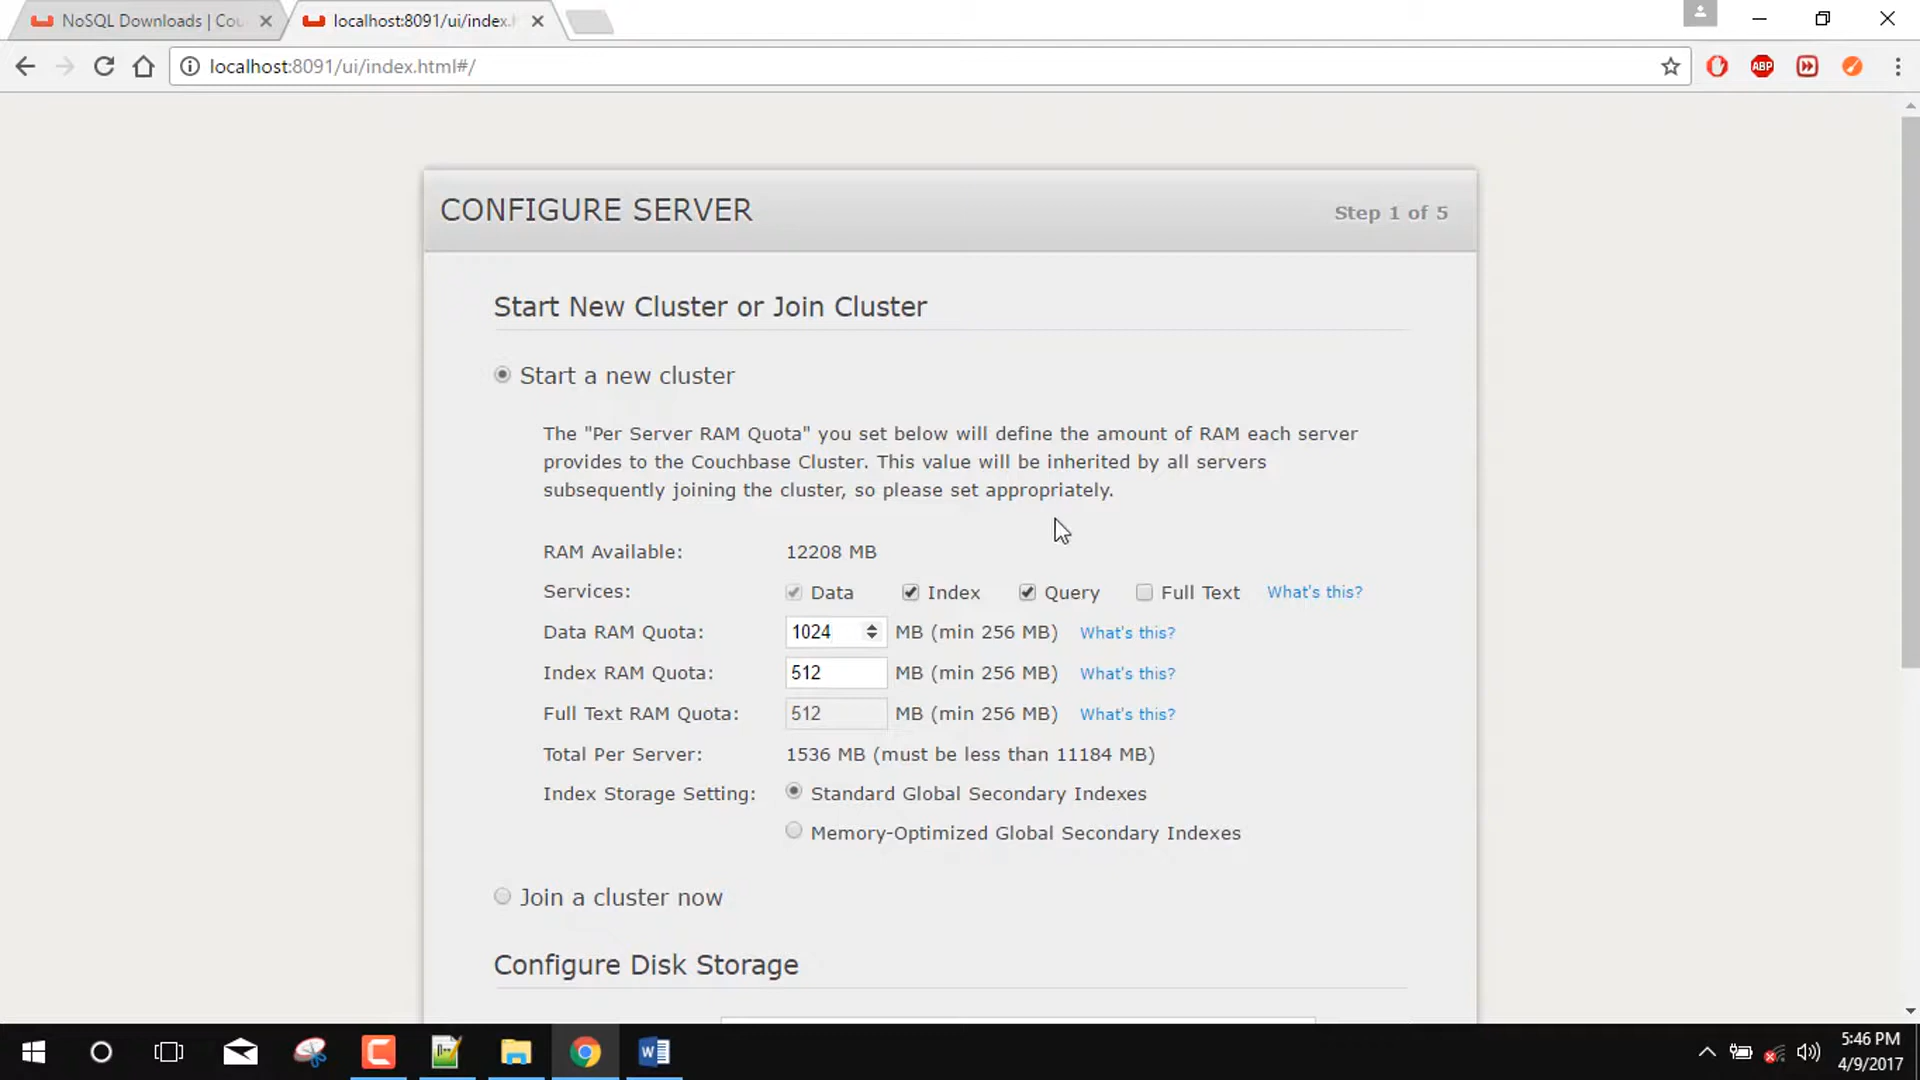 NoSQL Downloads | Cou
localhost:8091/ui/index.h
localhost:8091/ui/index.html#/
ABP
CONFIGURE SERVER
Step 1 of 5
Start New Cluster or Join Cluster
Start a new cluster
The "Per Server RAM Quota" you set below will define the amount of RAM each server
provides to the Couchbase Cluster. This value will be inherited by all servers
subsequently joining the cluster, so please set appropriately.
RAM Available: 12208 MB
Services: Data Index Query Full Text What's this?
Data RAM Quota: 1024 MB (min 256 MB) What's this?
Index RAM Quota: 512 MB (min 256 MB) What's this?
Full Text RAM Quota: 512 MB (min 256 MB) What's this?
Total Per Server: 1536 MB (must be less than 11184 MB)
Index Storage Setting: Standard Global Secondary Indexes
Memory-Optimized Global Secondary Indexes
Join a cluster now
Configure Disk Storage
5:46 PM
4/9/2017